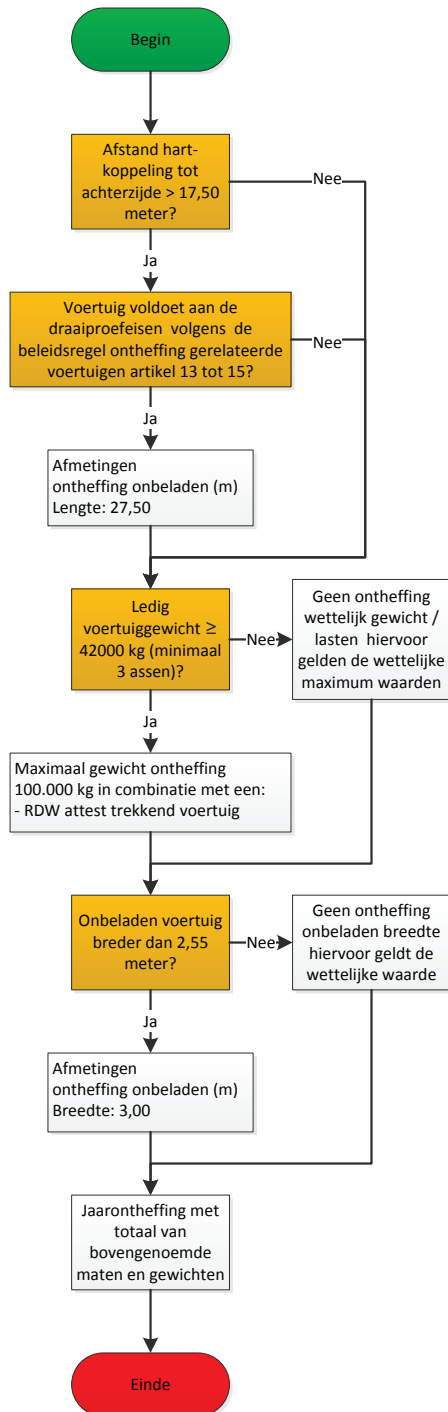 Begin
Afstand hart-
koppeling tot
achterzijde > 17,50
meter?
Nee
Ja
Voertuig voldoet aan de
draaiproefeisen volgens de
beleidsregel ontheffing gerelateerde
voertuigen artikel 13 tot 15?
Nee
Ja
Afmetingen
ontheffing onbeladen (m)
Lengte: 27,50
Ledig
voertuiggewicht ≥
42000 kg (minimaal
3 assen)?
Nee
Geen ontheffing
wettelijk gewicht /
lasten hiervoor
gelden de wettelijke
maximum waarden
Ja
Maximaal gewicht ontheffing
100.000 kg in combinatie met een:
- RDW attest trekkend voertuig
Onbeladen voertuig
breder dan 2,55
meter?
Nee
Geen ontheffing
onbeladen breedte
hiervoor geldt de
wettelijke waarde
Ja
Afmetingen
ontheffing onbeladen (m)
Breedte: 3,00
Jaarontheffing met
totaal van
bovengenoemde
maten en gewichten
Einde